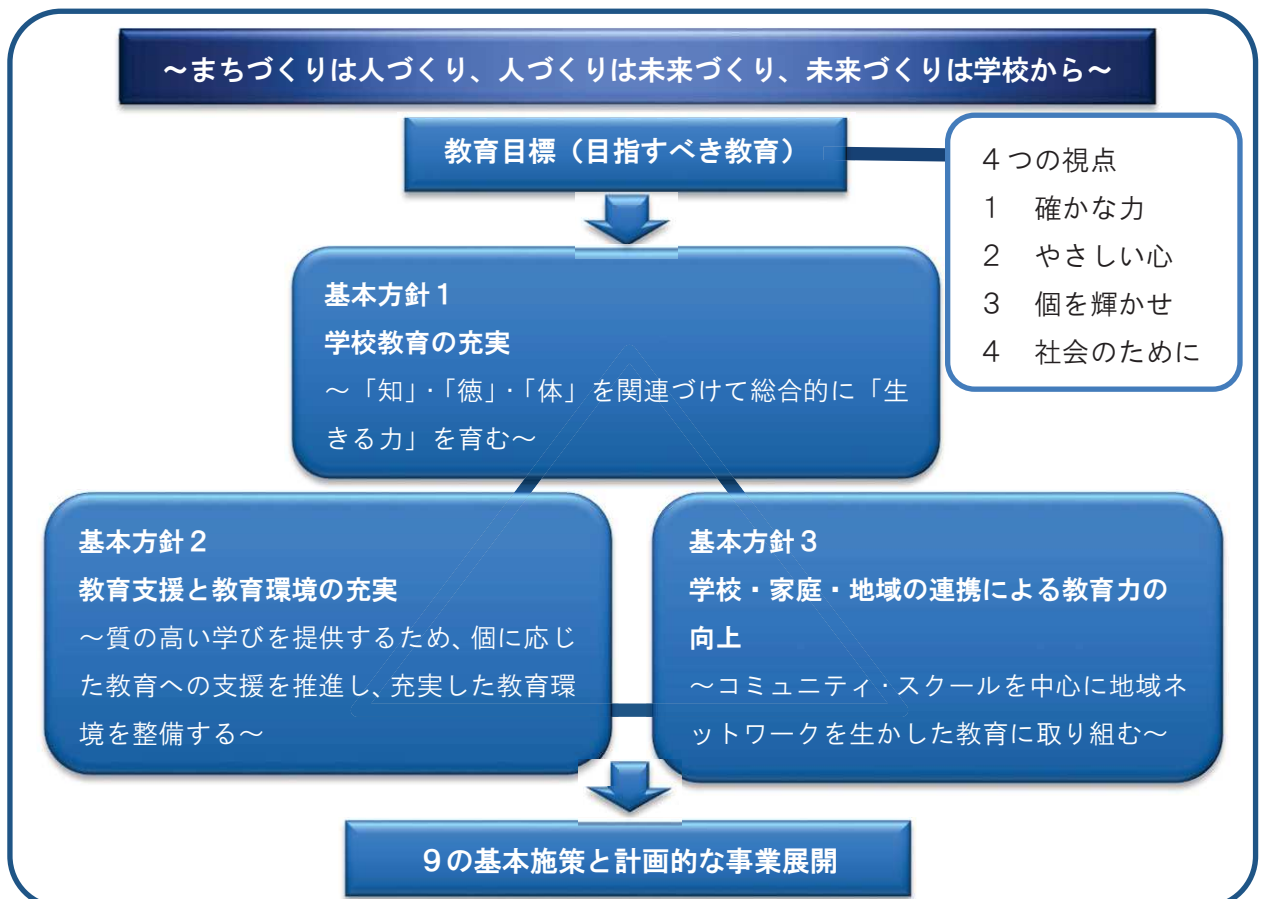 ～まちづくりは人づくり、人づくりは未来づくり、未来づくりは学校から～
教育目標（目指すべき教育）
４つの視点
１　確かな力
２　やさしい心
３　個を輝かせ
４　社会のために
基本方針１
学校教育の充実
～「知」・「徳」・「体」を関連づけて総合的に「生
きる力」を育む～
基本方針２
教育支援と教育環境の充実
～質の高い学びを提供するため、個に応じ
た教育への支援を推進し、充実した教育環
境を整備する～
基本方針３
学校・家庭・地域の連携による教育力の
向上
～コミュニティ・スクールを中心に地域ネ
ットワークを生かした教育に取り組む～
９の基本施策と計画的な事業展開